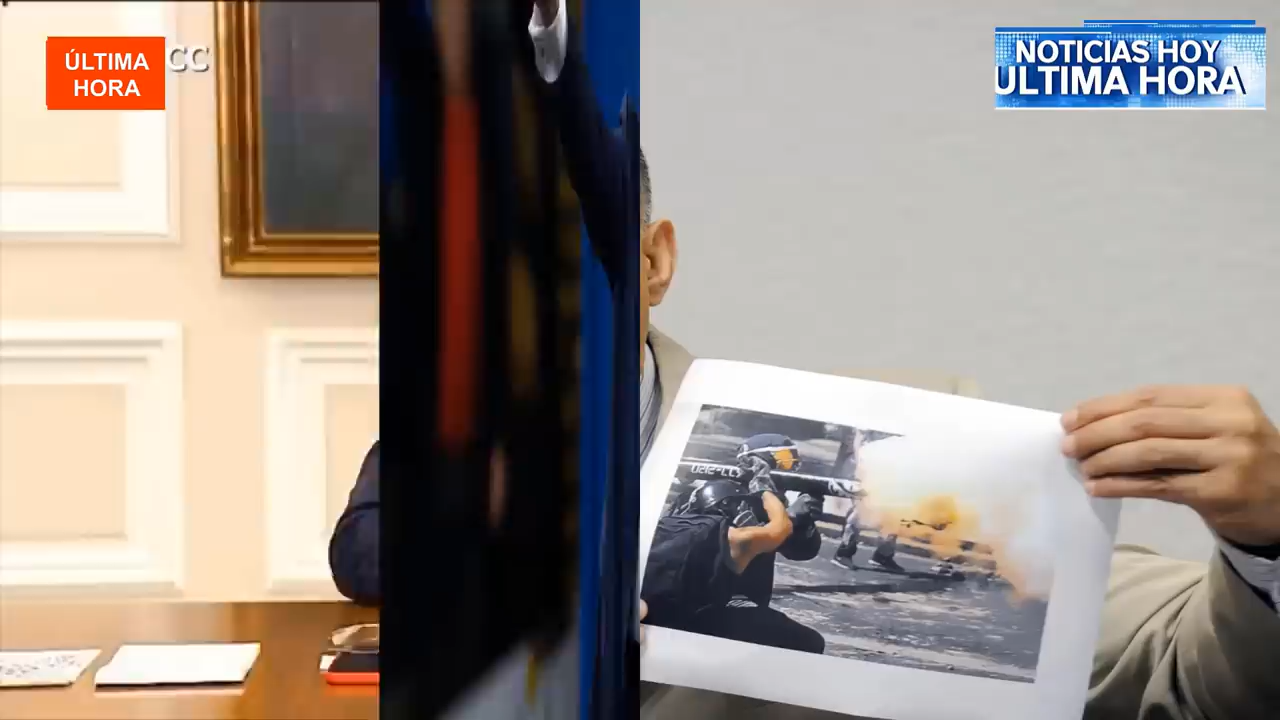 ÚLTIMA
HORA
CC
NOTICIAS HOY
ULTIMA HORA